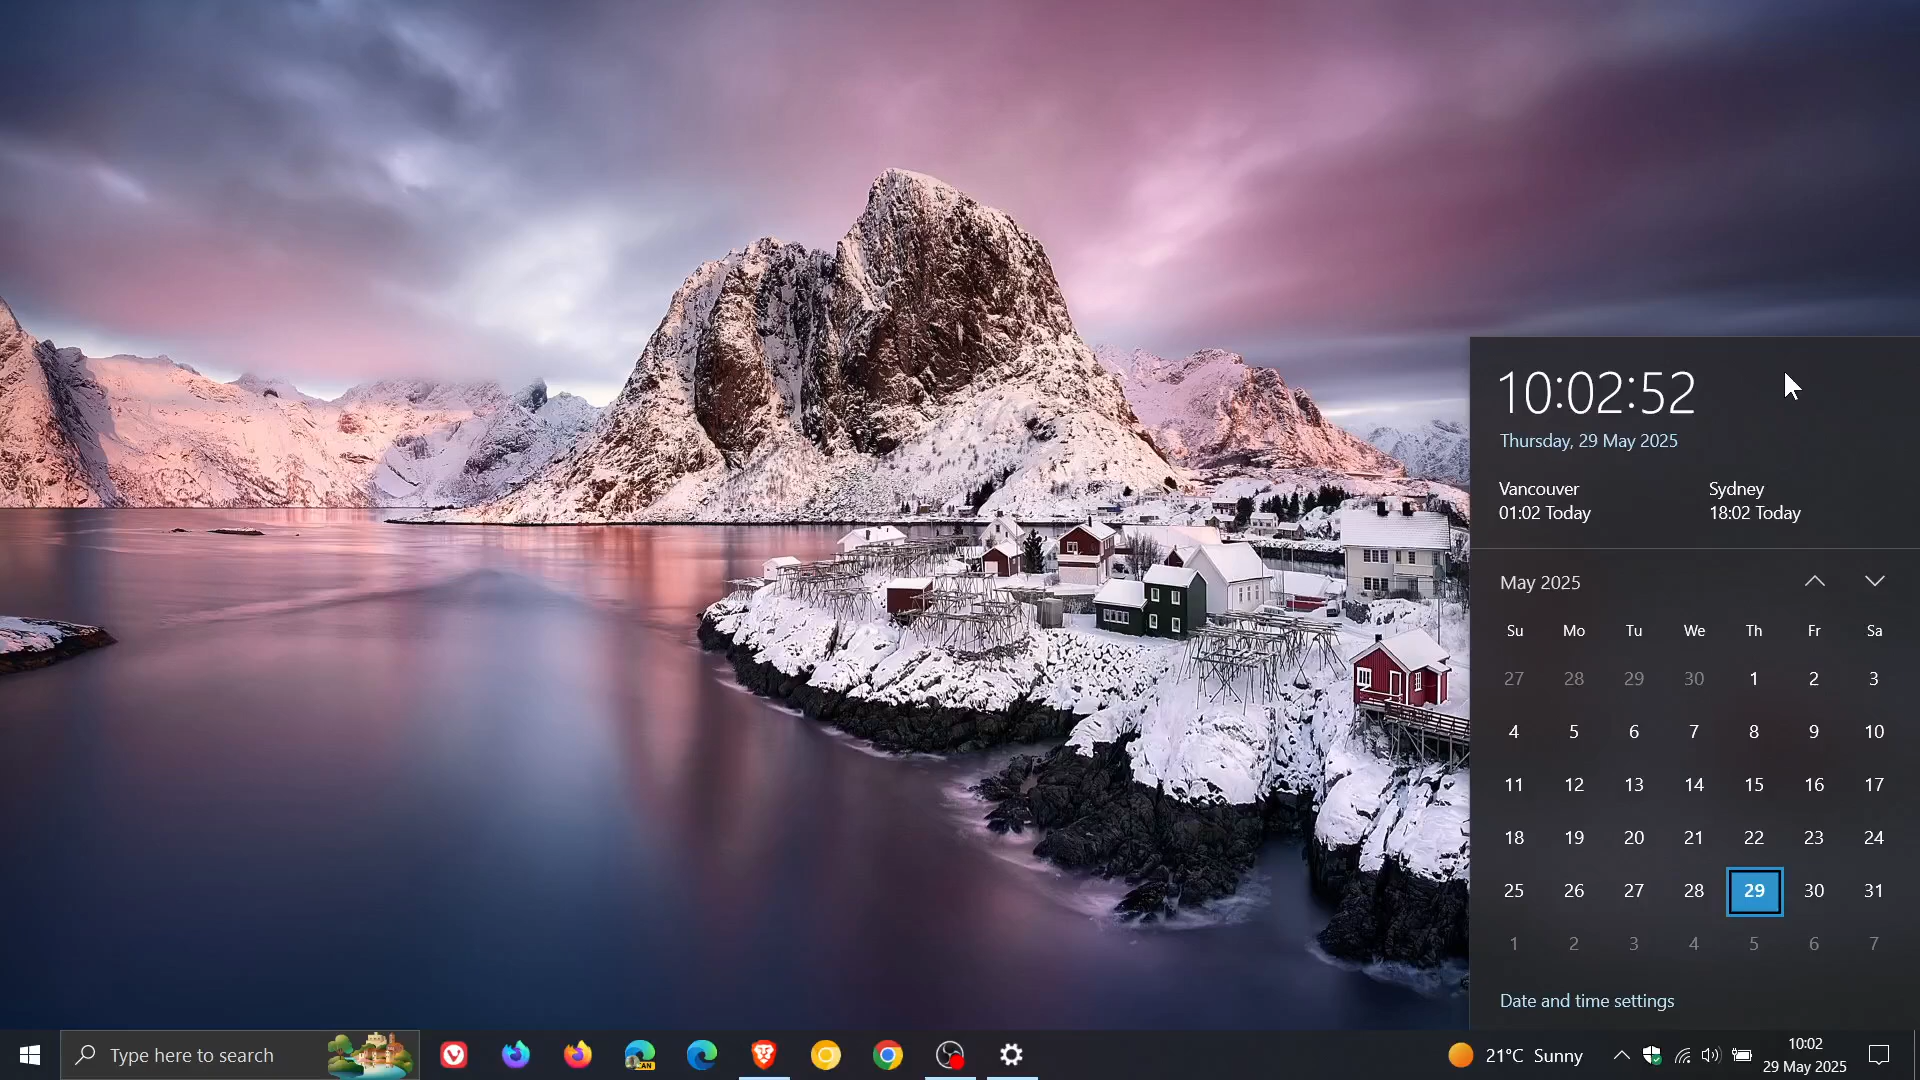 10:02:52
Thursday, 29 May 2025
Vancouver Sydney
01:02 Today 18:02 Today
May 2025
Su Mo Tu We Th Fr Sa
27 28 29 30 1 2 3
4 5 6 7 8 9 10
11 12 13 14 15 16 17
18 19 20 21 22 23 24
25 26 27 28 29 30 31
1 2 3 4 5 6 7
Date and time settings
Type here to search
CAN
21°C Sunny
10:02
29 May 2025